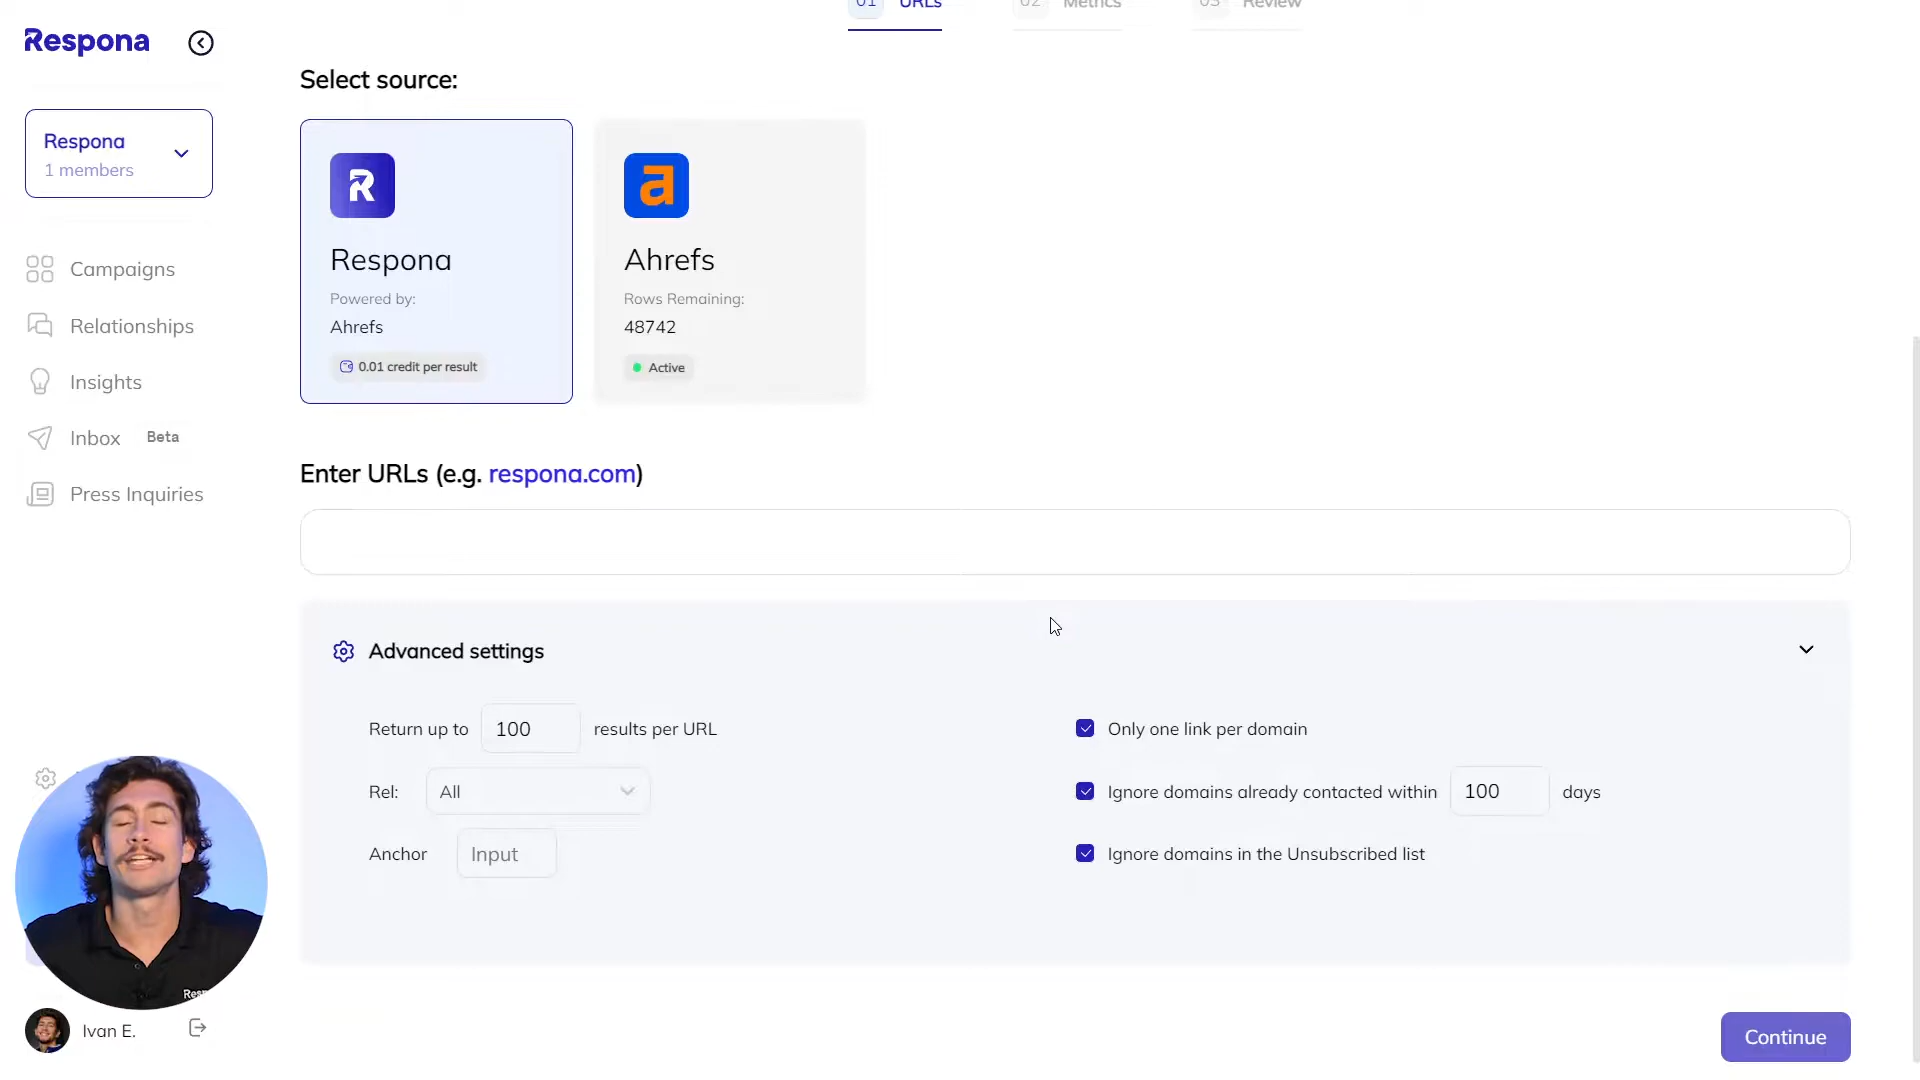 01 URLs
02 Metrics
03 Review
Respona
Respona
1 members
Campaigns
Relationships
Insights
Inbox Beta
Press Inquiries
Ivan E.
Select source:
Respona
Powered by:
Ahrefs
0.01 credit per result
a
Ahrefs
Rows Remaining:
48742
Active
Enter URLs (e.g. respona.com)
Advanced settings
Return up to 100 results per URL
Rel: All
Anchor Input
Only one link per domain
Ignore domains already contacted within 100 days
Ignore domains in the Unsubscribed list
Continue